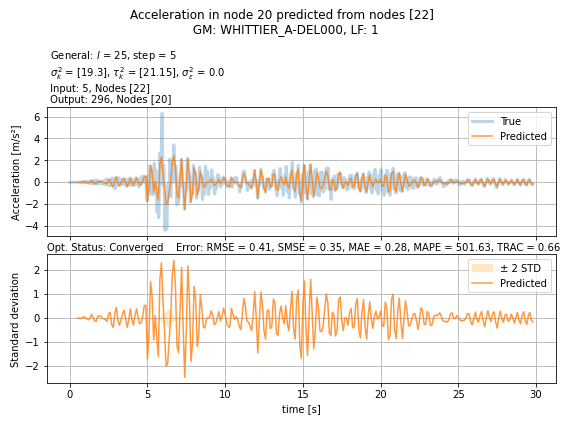 Acceleration in node 20 predicted from nodes [22]
GM: WHITTIER_A-DEL000, LF: 1
General: l = 25, step = 5
σ²ₖ = [19.3], τ²ₖ = [21.15], σ²ε = 0.0
Input: 5, Nodes [22]
Output: 296, Nodes [20]
Acceleration [m/s²]
6
4
2
0
−2
−4
True
Predicted
Opt. Status: Converged Error: RMSE = 0.41, SMSE = 0.35, MAE = 0.28, MAPE = 501.63, TRAC = 0.66
Standard deviation
2
1
0
−1
−2
± 2 STD
Predicted
0 5 10 15 20 25 30
time [s]